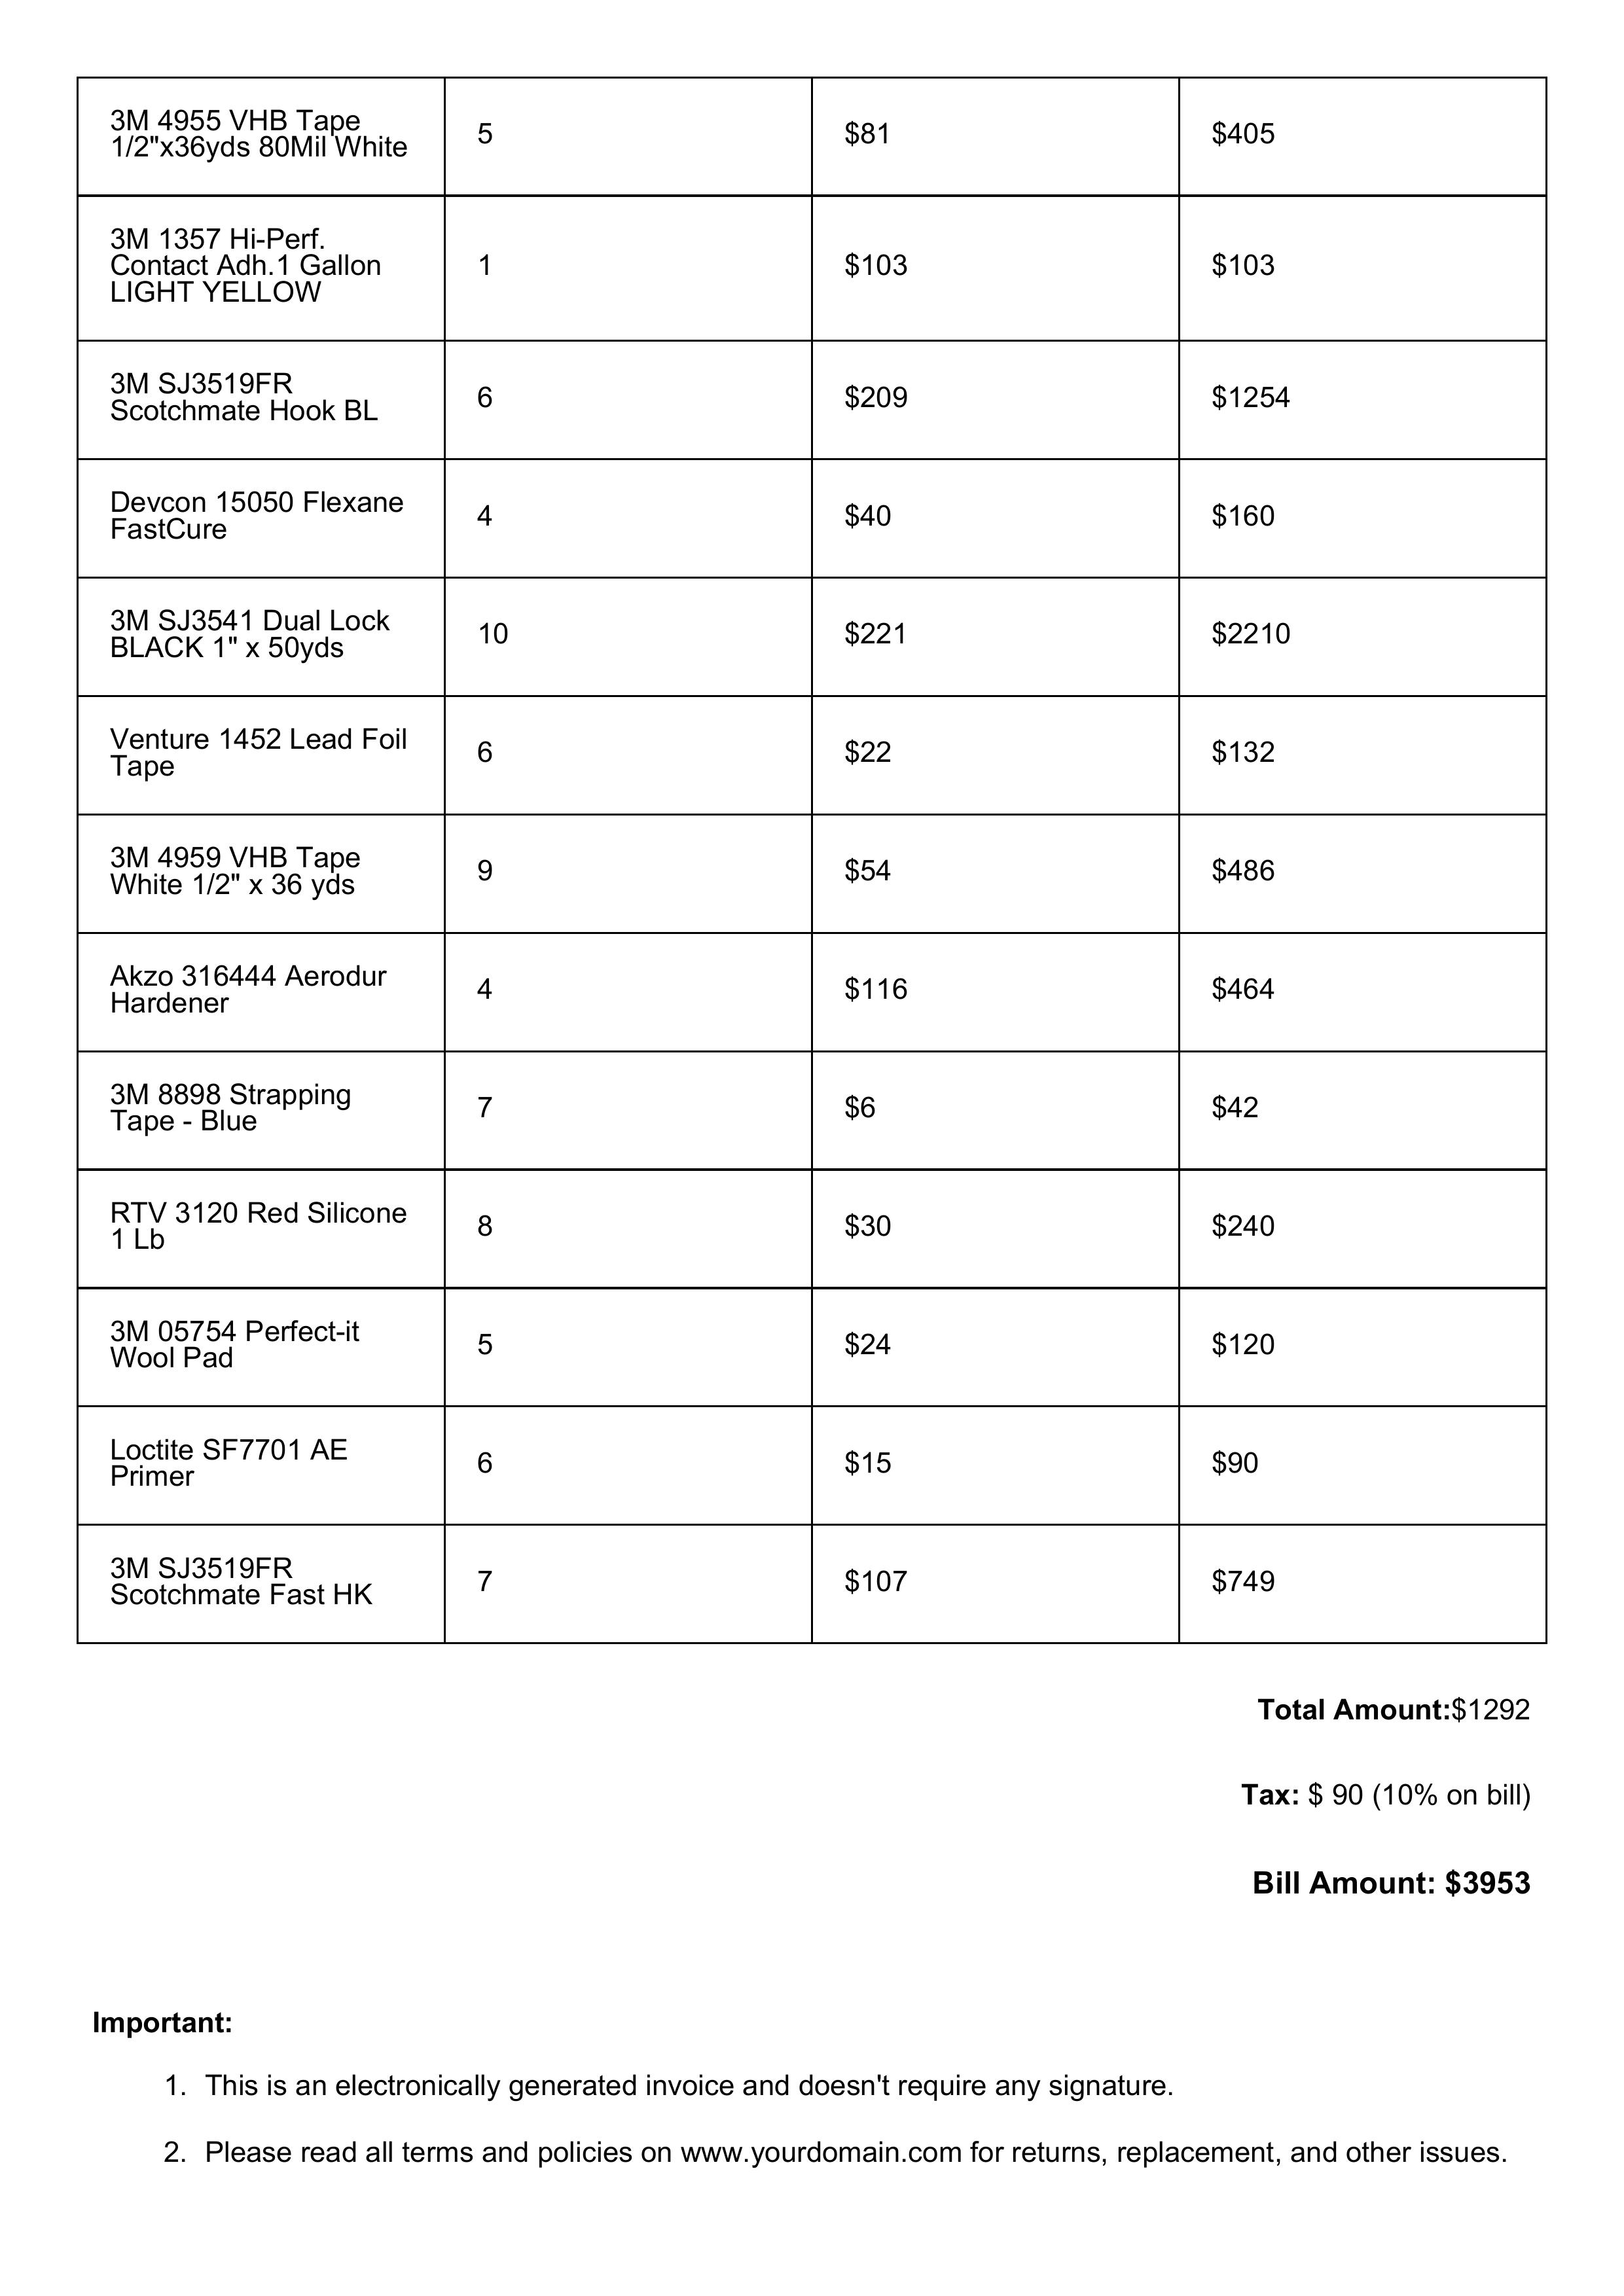 3M 4955 VHB Tape
1/2"x36yds 80Mil White
5
$81
$405
3M 1357 Hi-Perf.
Contact Adh.1 Gallon
LIGHT YELLOW
1
$103
$103
3M SJ3519FR
Scotchmate Hook BL
6
$209
$1254
Devcon 15050 Flexane
FastCure
4
$40
$160
3M SJ3541 Dual Lock
BLACK 1" x 50yds
10
$221
$2210
Venture 1452 Lead Foil
Tape
6
$22
$132
3M 4959 VHB Tape
White 1/2" x 36 yds
9
$54
$486
Akzo 316444 Aerodur
Hardener
4
$116
$464
3M 8898 Strapping
Tape - Blue
7
$6
$42
RTV 3120 Red Silicone
1 Lb
8
$30
$240
3M 05754 Perfect-it
Wool Pad
5
$24
$120
Loctite SF7701 AE
Primer
6
$15
$90
3M SJ3519FR
Scotchmate Fast HK
7
$107
$749
Total Amount:$1292
Tax: $ 90 (10% on bill)
Bill Amount: $3953
Important:
1. This is an electronically generated invoice and doesn't require any signature.
2. Please read all terms and policies on www.yourdomain.com for returns, replacement, and other issues.